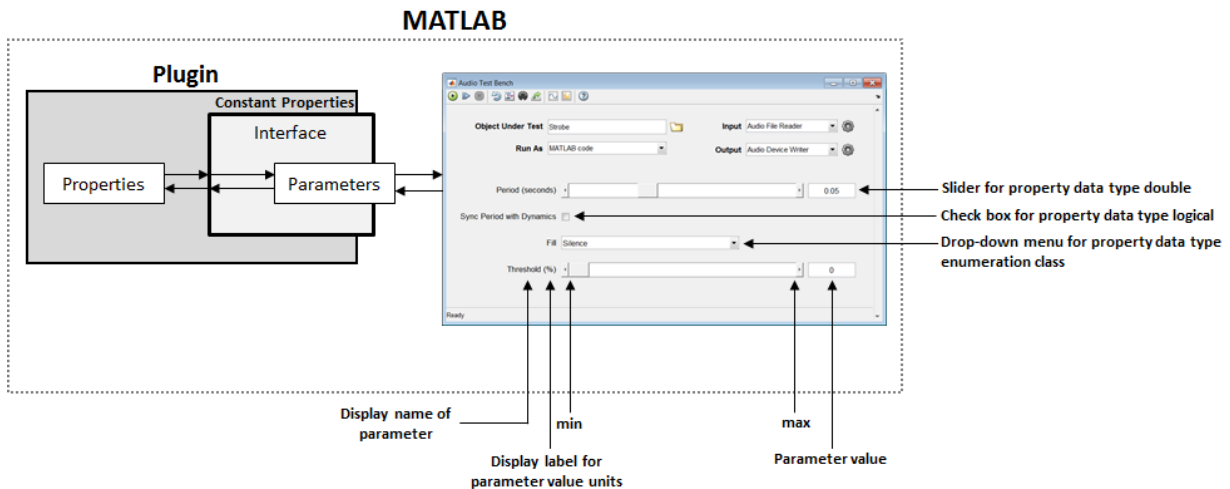 MATLAB
Plugin
Constant Properties
Interface
Properties
Parameters
Audio Test Bench
Object Under Test Strobe
Input Audio File Reader
Run As MATLAB code
Output Audio Device Writer
Period (seconds) 0.05
Sync Period with Dynamics
Fill Silence
Threshold (%) 0
Ready
Slider for property data type double
Check box for property data type logical
Drop-down menu for property data type
enumeration class
Display name of
parameter
min
max
Display label for
parameter value units
Parameter value